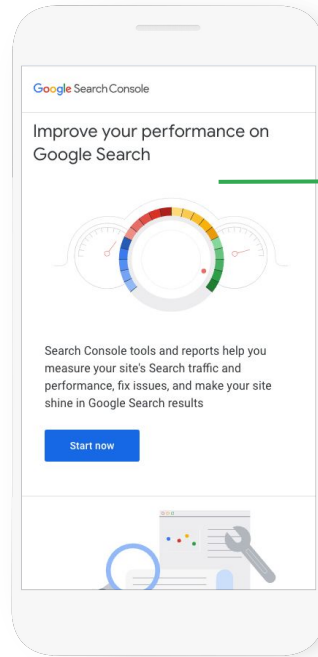 Google Search Console
Improve your performance on
Google Search
Search Console tools and reports help you
measure your site's Search traffic and
performance, fix issues, and make your site
shine in Google Search results
Start now